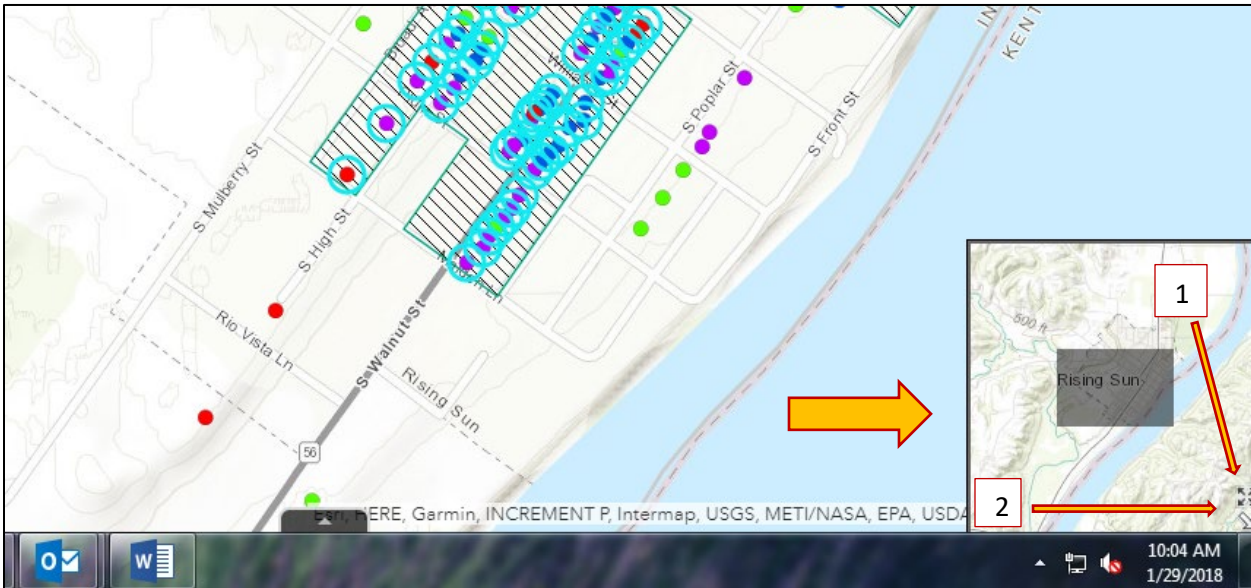 IN
KENT
S Poplar St
S Front St
S Mulberry St
S High St
1
500 ft
Rio Vista Ln
S Walnut St
Rising Sun
Rising Sun
56
2
Esri, HERE, Garmin, INCREMENT P, Intermap, USGS, METI/NASA, EPA, USDA
10:04 AM
1/29/2018